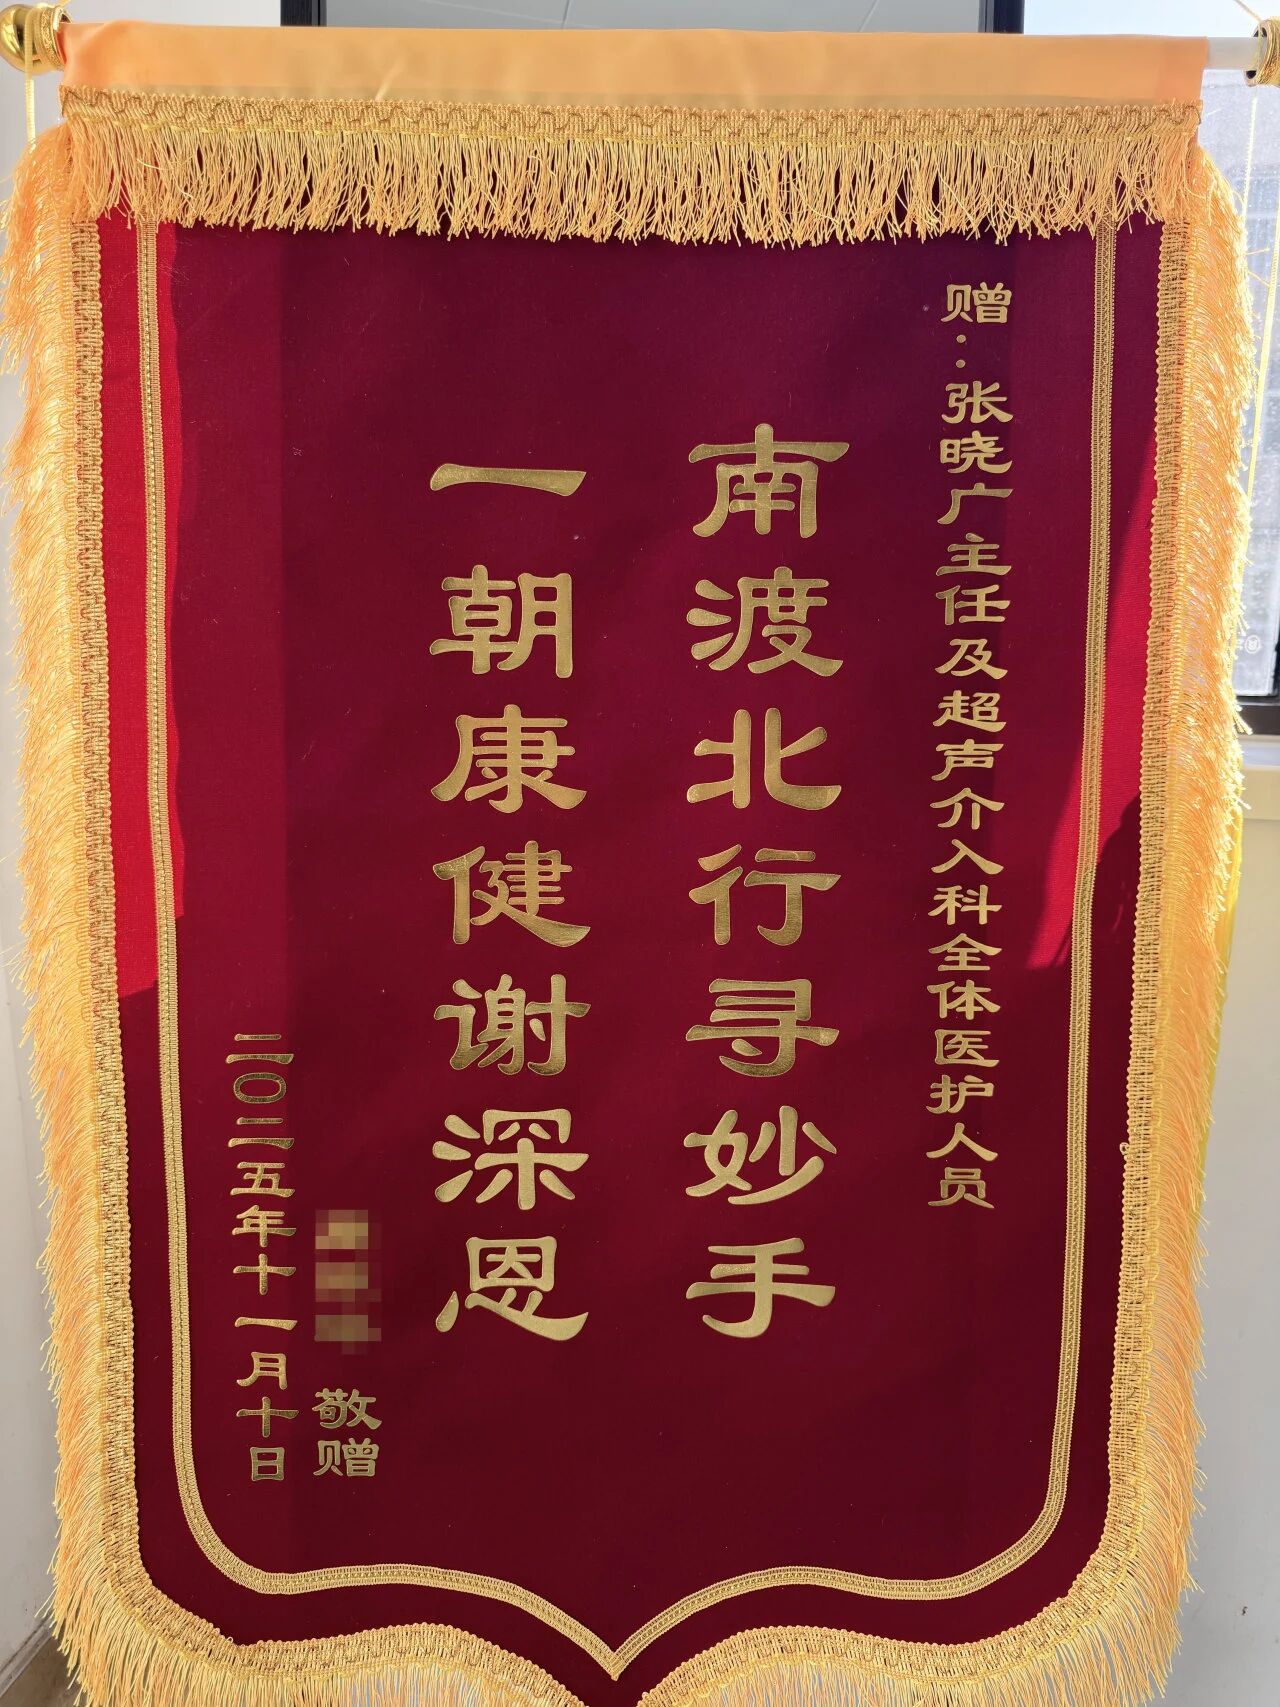 赠：张晓广主任及超声介入科全体医护人员
南渡北行寻妙手
一朝康健谢深恩
敬赠
二〇二五年十一月十日